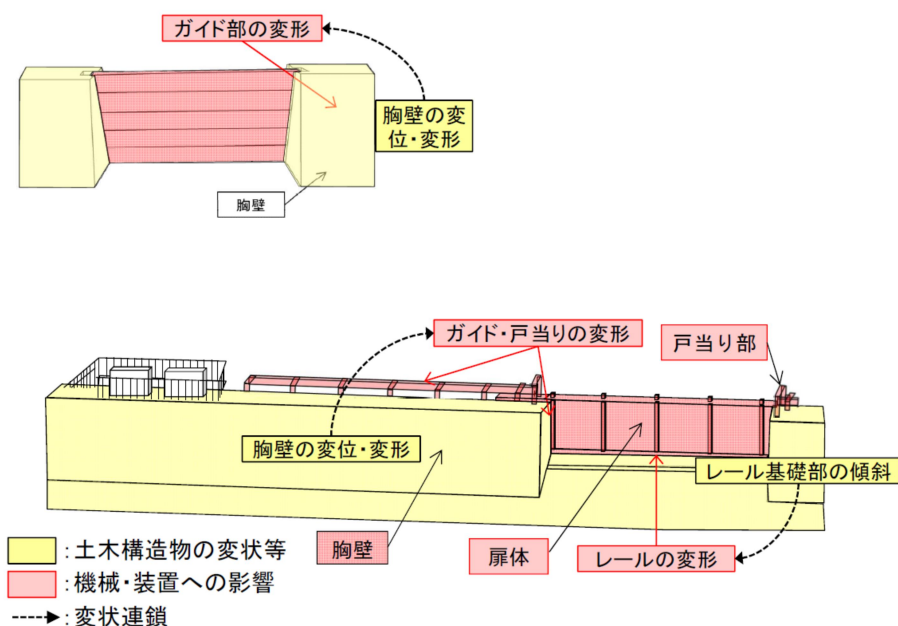 ガイド部の変形
胸壁の変
位・変形
胸壁
ガイド・戸当りの変形
戸当り部
胸壁の変位・変形
レール基礎部の傾斜
胸壁
扉体
レールの変形
：土木構造物の変状等
：機械・装置への影響
：変状連鎖